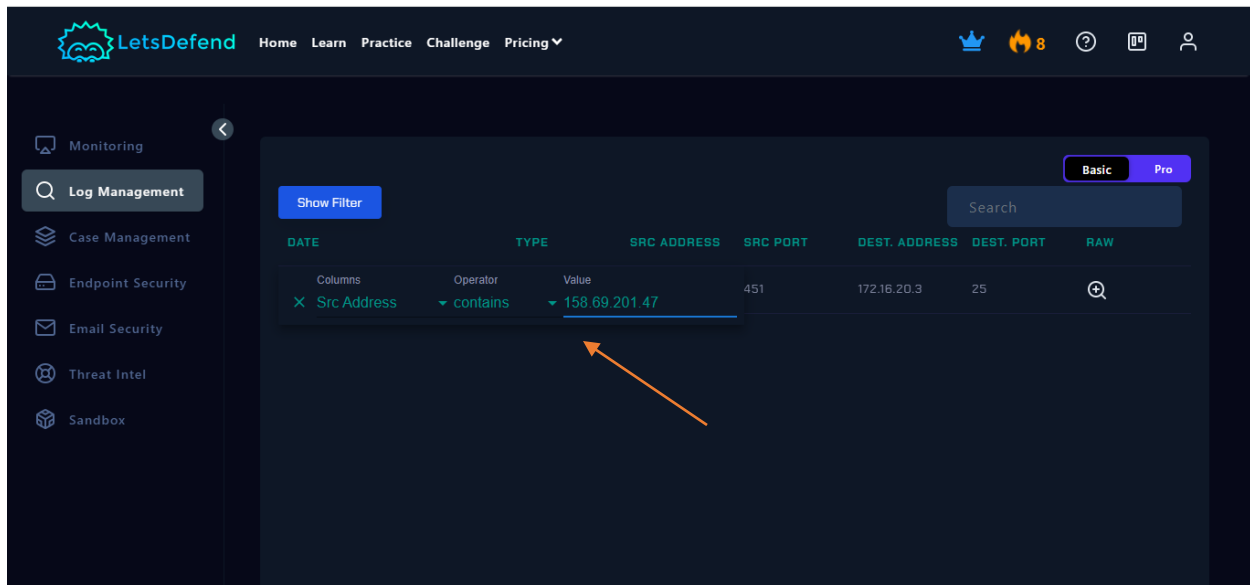 LetsDefend Home Learn Practice Challenge Pricing 8
Monitoring
Log Management
Case Management
Endpoint Security
Email Security
Threat Intel
Sandbox
Basic Pro
Show Filter Search
DATE TYPE SRC ADDRESS SRC PORT DEST. ADDRESS DEST. PORT RAW
Columns Operator Value
Src Address contains 158.69.201.47
451 172.16.20.3 25